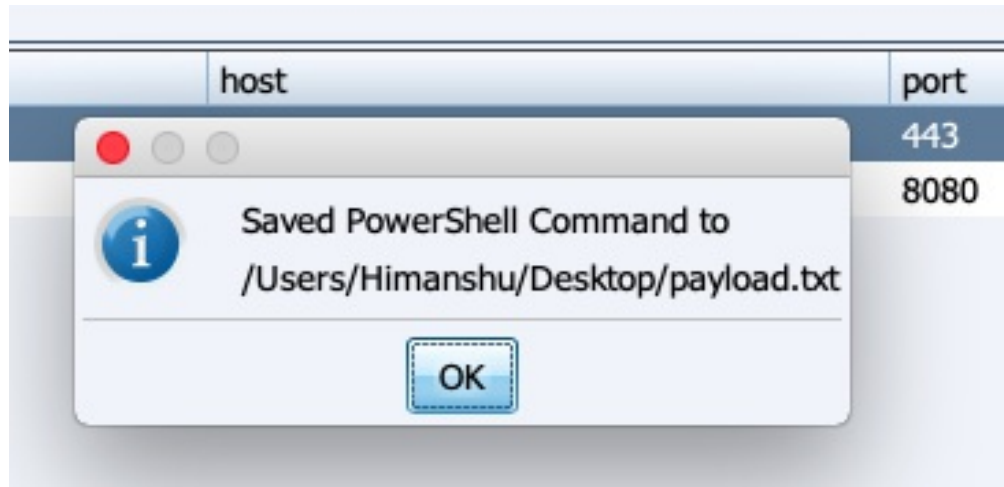 host port
443
8080
Saved PowerShell Command to
/Users/Himanshu/Desktop/payload.txt
OK